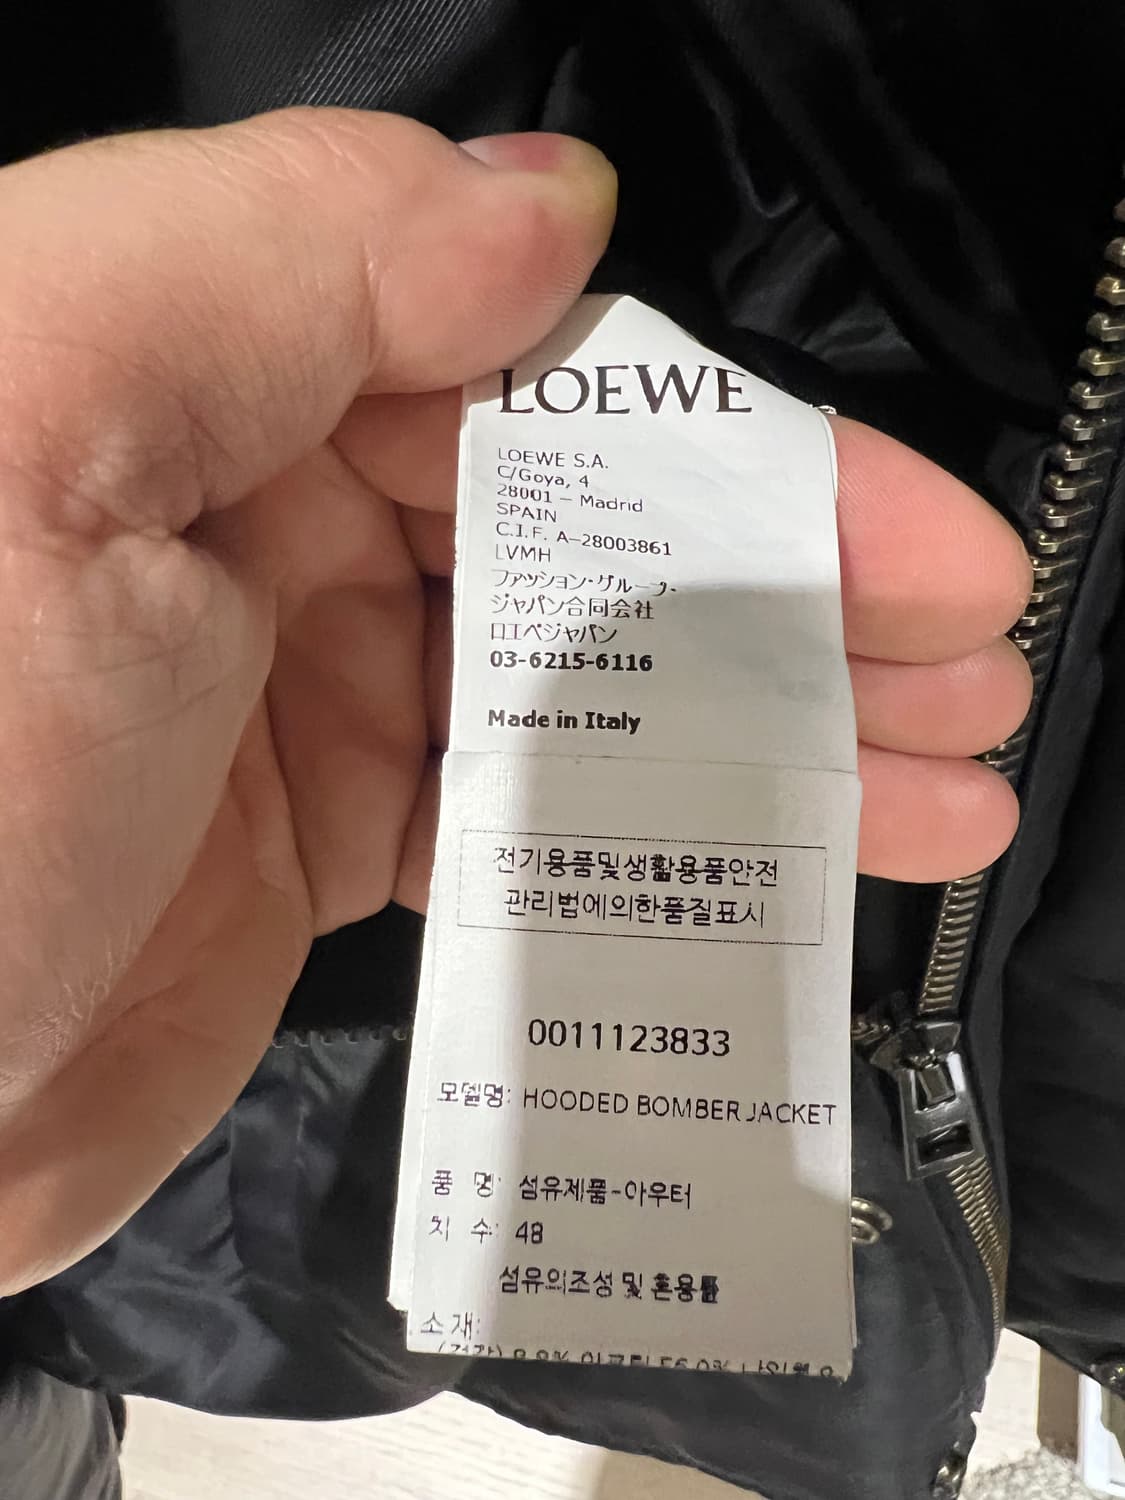 LOEWE
LOEWE S.A.
C/Goya, 4
28001 – Madrid
SPAIN
C.I.F. A–28003861
LVMH
ファッション・グループ・
ジャパン合同会社
ロエベジャパン
03-6215-6116
Made in Italy
전기용품및생활용품안전
관리법에의한품질표시
0011123833
모델명: HOODED BOMBER JACKET
품 명: 섬유제품-아우터
치 수: 48
섬유의조성 및 혼용률
소 재: